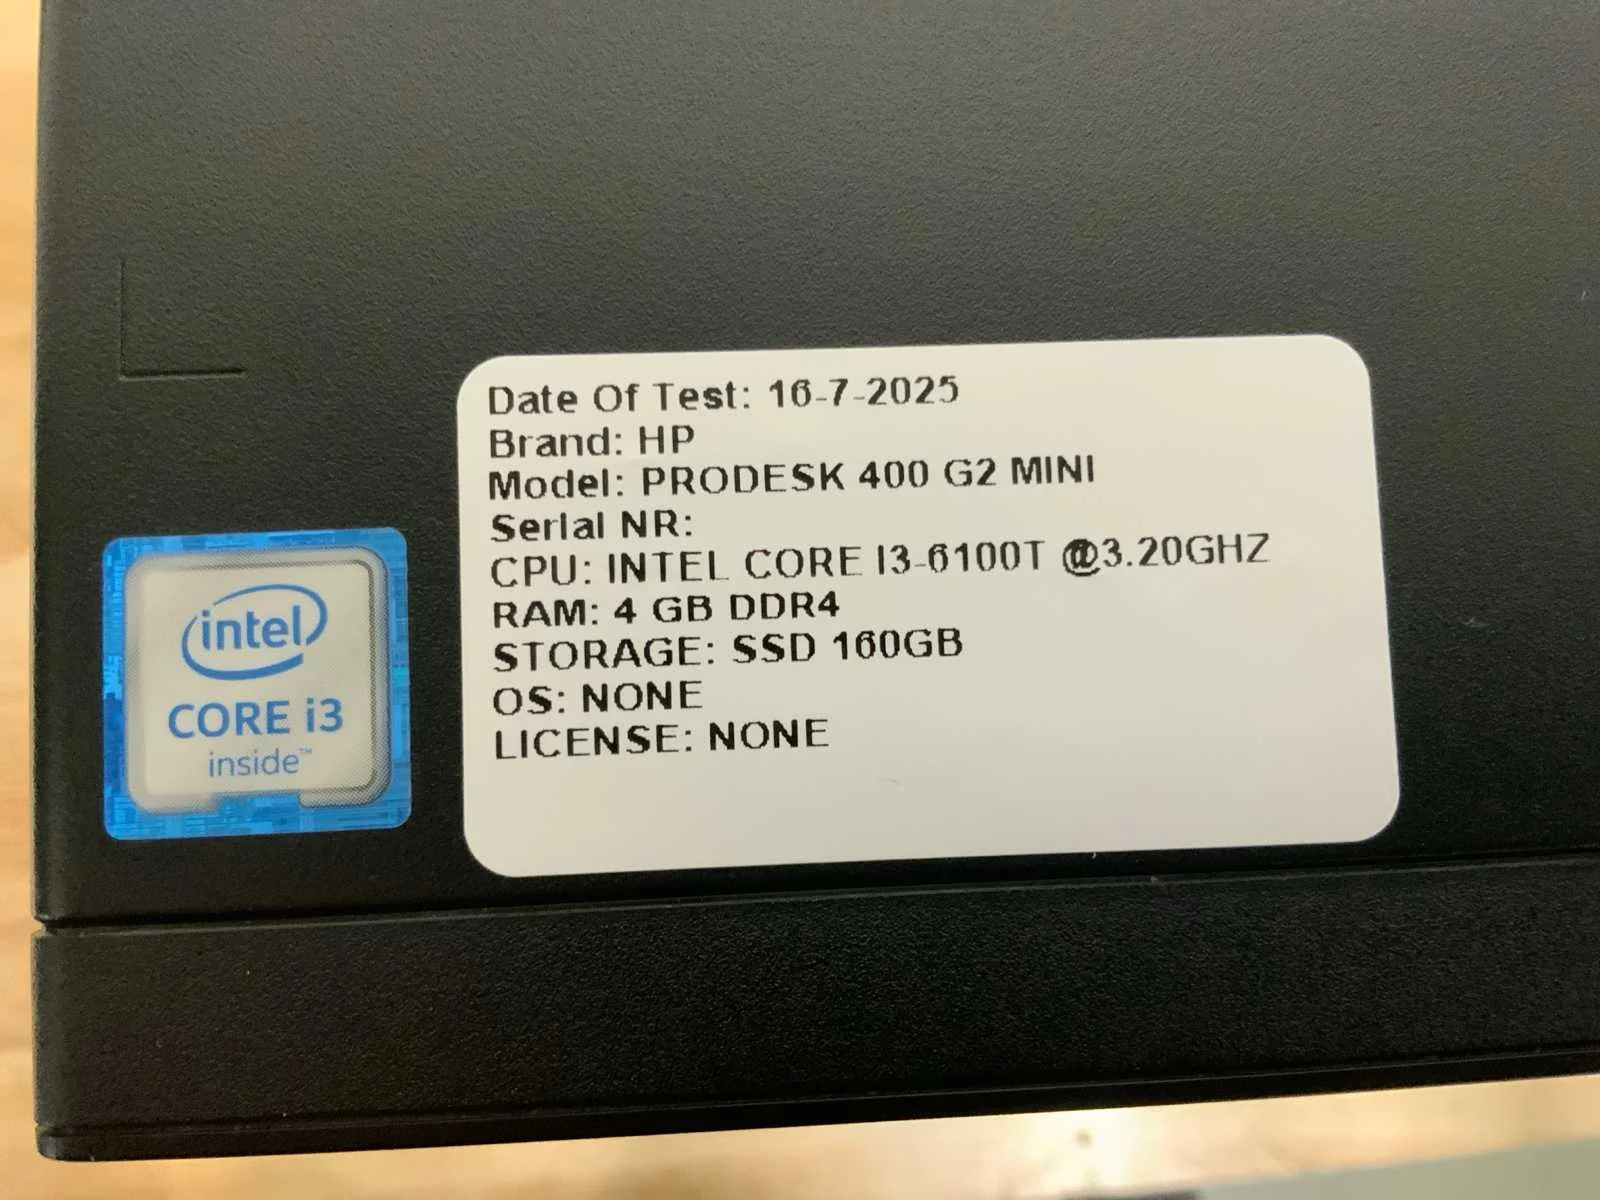 Date Of Test: 16-7-2025
Brand: HP
Model: PRODESK 400 G2 MINI
Serial NR:
CPU: INTEL CORE I3-6100T @3.20GHZ
RAM: 4 GB DDR4
STORAGE: SSD 160GB
OS: NONE
LICENSE: NONE
intel
CORE i3
inside™